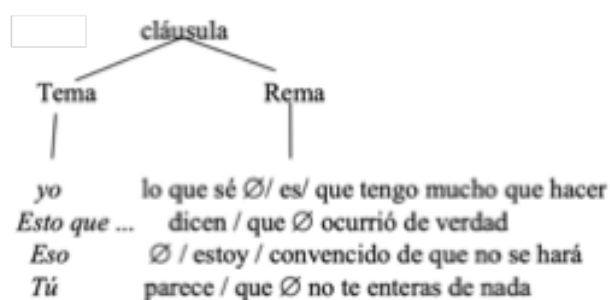 cláusula
Tema Rema
yo lo que sé Ø/ es/ que tengo mucho que hacer
Esto que ... dicen / que Ø ocurrió de verdad
Eso Ø / estoy / convencido de que no se hará
Tú parece / que Ø no te enteras de nada